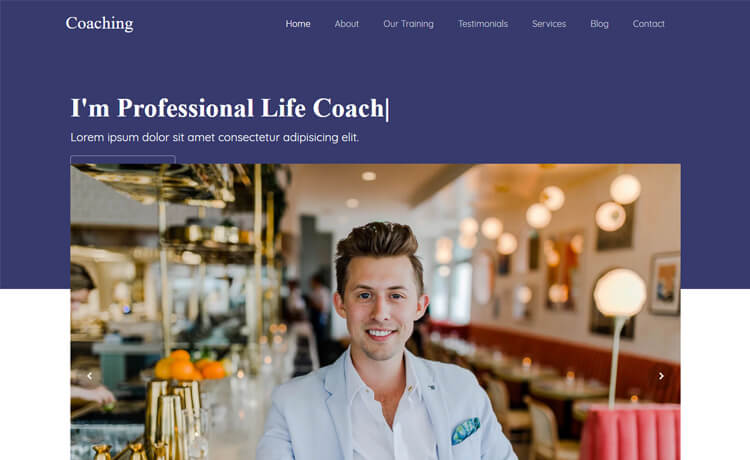 Coaching
Home About Our Training Testimonials Services Blog Contact
I'm Professional Life Coach|
Lorem ipsum dolor sit amet consectetur adipisicing elit.